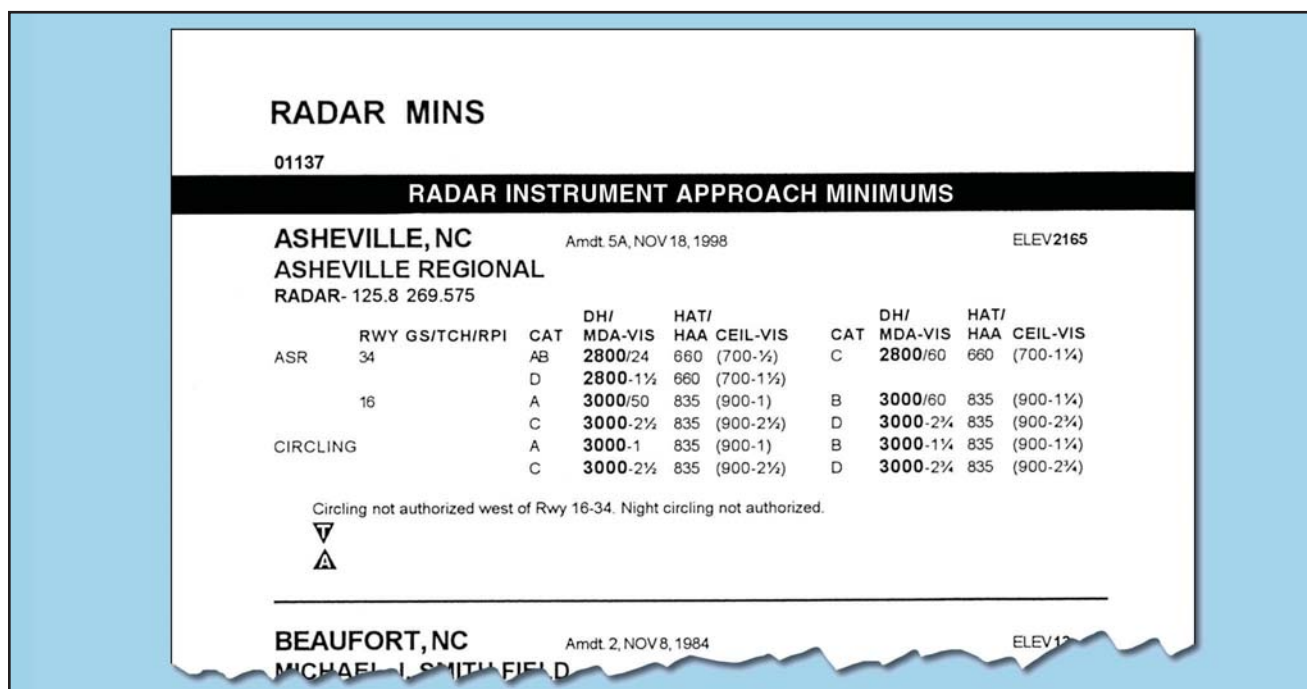 RADAR MINS
01137
RADAR INSTRUMENT APPROACH MINIMUMS
ASHEVILLE, NC Amdt. 5A, NOV 18, 1998 ELEV 2165
ASHEVILLE REGIONAL
RADAR- 125.8 269.575
DH/ HAT/ DH/ HAT/
RWY GS/TCH/RPI CAT MDA-VIS HAA CEIL-VIS CAT MDA-VIS HAA CEIL-VIS
ASR 34 AB 2800/24 660 (700-½) C 2800/60 660 (700-1¼)
D 2800-1½ 660 (700-1½)
16 A 3000/50 835 (900-1) B 3000/60 835 (900-1¼)
C 3000-2½ 835 (900-2½) D 3000-2¾ 835 (900-2¾)
CIRCLING A 3000-1 835 (900-1) B 3000-1¼ 835 (900-1¼)
C 3000-2½ 835 (900-2½) D 3000-2¾ 835 (900-2¾)
Circling not authorized west of Rwy 16-34. Night circling not authorized.
T
A
BEAUFORT, NC Amdt. 2, NOV 8, 1984 ELEV
MICHAEL J. SMITH FIELD